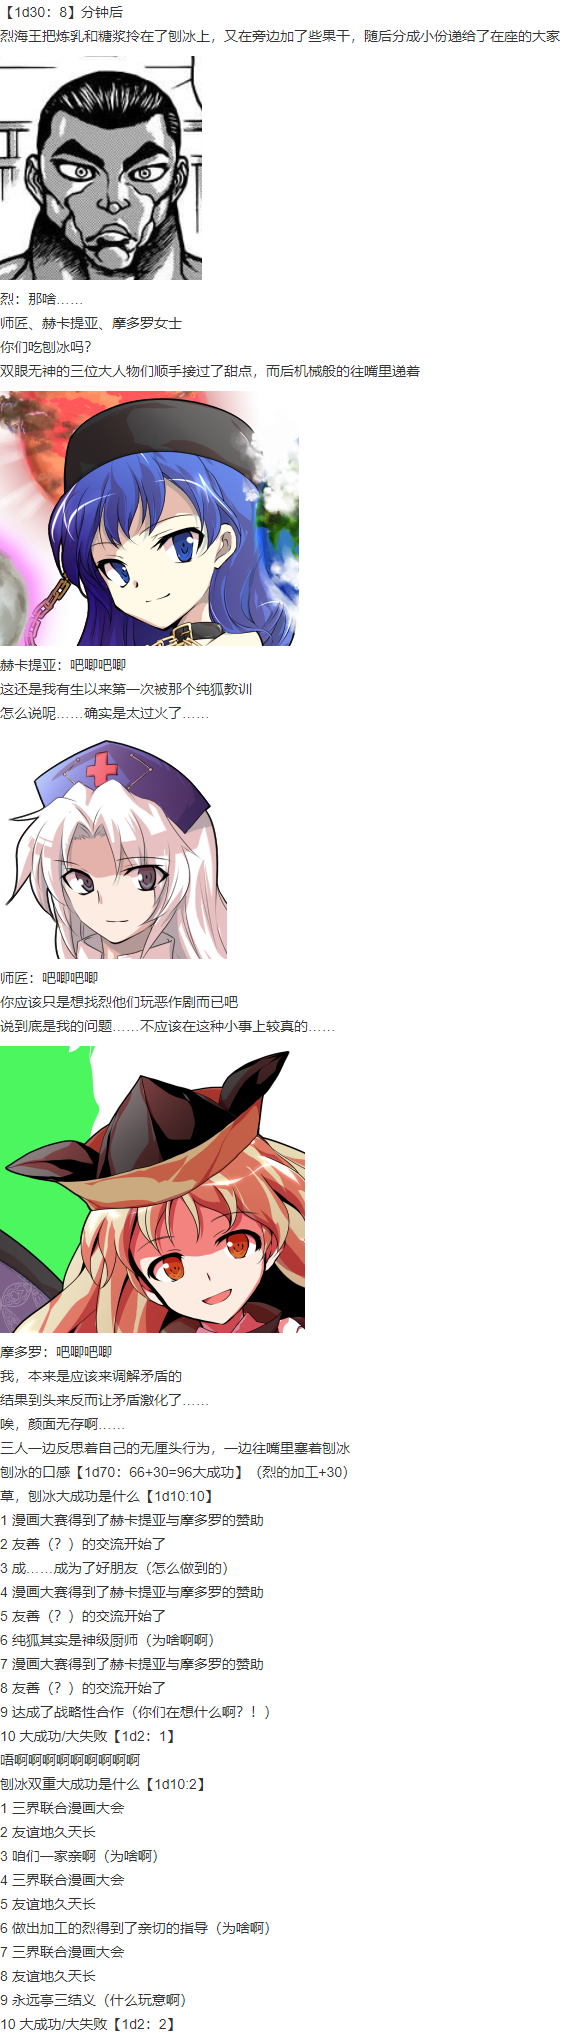 【1d30：8】分钟后
烈海王把炼乳和糖浆拎在了刨冰上，又在旁边加了些果干，随后分成小份递给了在座的大家
烈：那啥……
师匠、赫卡提亚、摩多罗女士
你们吃刨冰吗？
双眼无神的三位大人物们顺手接过了甜点，而后机械般的往嘴里递着
赫卡提亚：吧唧吧唧
这还是我有生以来第一次被那个纯狐教训
怎么说呢……确实是太过火了……
师匠：吧唧吧唧
你应该只是想找烈他们玩恶作剧而已吧
说到底是我的问题……不应该在这种小事上较真的……
摩多罗：吧唧吧唧
我，本来是应该来调解矛盾的
结果到头来反而让矛盾激化了……
唉，颜面无存啊……
三人一边反思着自己的无厘头行为，一边往嘴里塞着刨冰
刨冰的口感【1d70：66+30=96大成功】（烈的加工+30）
草，刨冰大成功是什么【1d10:10】
1 漫画大赛得到了赫卡提亚与摩多罗的赞助
2 友善（？）的交流开始了
3 成……成为了好朋友（怎么做到的）
4 漫画大赛得到了赫卡提亚与摩多罗的赞助
5 友善（？）的交流开始了
6 纯狐其实是神级厨师（为啥啊啊）
7 漫画大赛得到了赫卡提亚与摩多罗的赞助
8 友善（？）的交流开始了
9 达成了战略性合作（你们在想什么啊？！）
10 大成功/大失败【1d2：1】
唔啊啊啊啊啊啊啊啊啊
刨冰双重大成功是什么【1d10:2】
1 三界联合漫画大会
2 友谊地久天长
3 咱们一家亲啊（为啥啊）
4 三界联合漫画大会
5 友谊地久天长
6 做出加工的烈得到了亲切的指导（为啥啊）
7 三界联合漫画大会
8 友谊地久天长
9 永远亭三结义（什么玩意啊）
10 大成功/大失败【1d2：2】